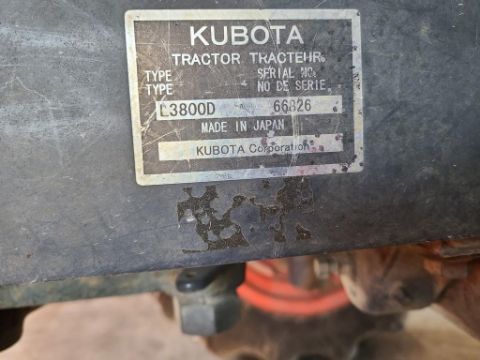 KUBOTA
TRACTOR TRACTEHR
TYPE SERIAL NO.
TYPE NO DE SERIE
L3800D 66826
MADE IN JAPAN
KUBOTA Corporation